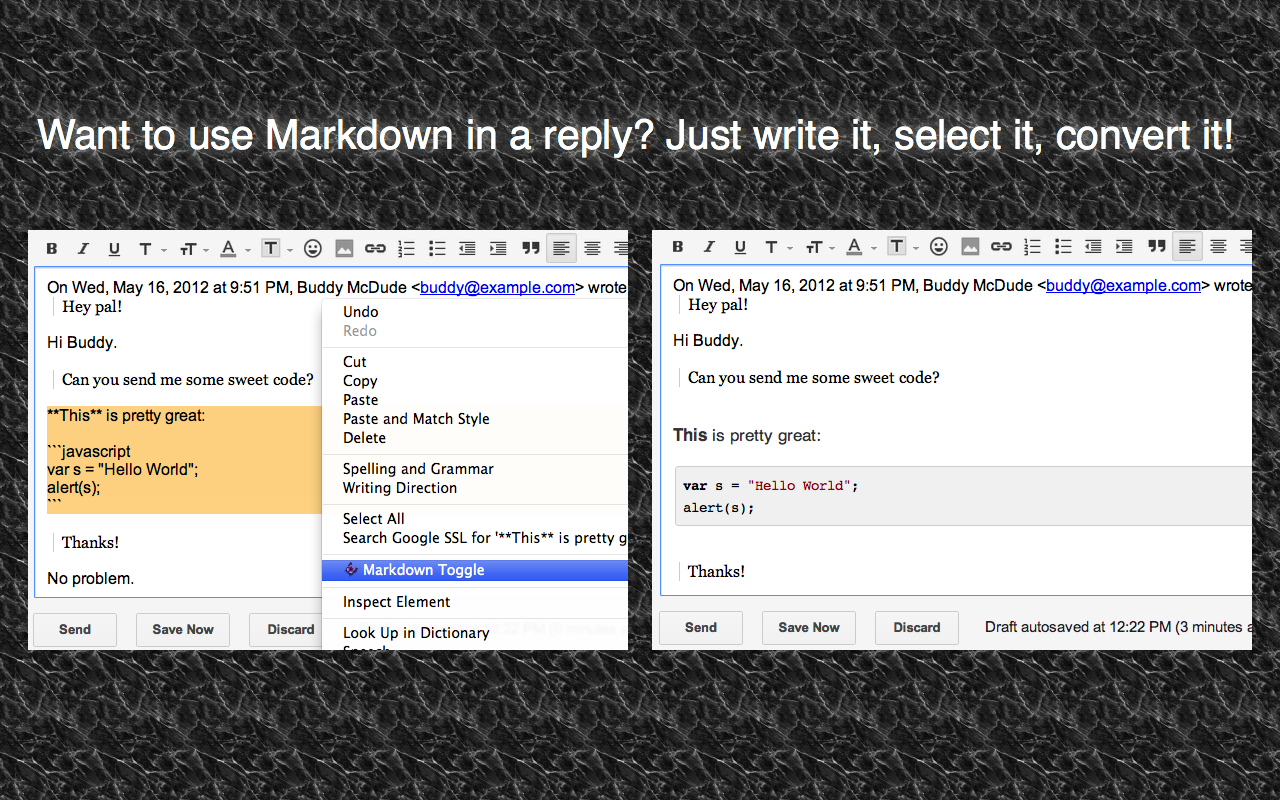 Want to use Markdown in a reply? Just write it, select it, convert it!
B I U T тT A T
On Wed, May 16, 2012 at 9:51 PM, Buddy McDude <buddy@example.com> wrote
Hey pal!
Hi Buddy.
Can you send me some sweet code?
**This** is pretty great:
```javascript
var s = "Hello World";
alert(s);
```
Thanks!
No problem.
Send Save Now Discard
Undo
Redo
Cut
Copy
Paste
Paste and Match Style
Delete
Spelling and Grammar
Writing Direction
Select All
Search Google SSL for '**This** is pretty g
Markdown Toggle
Inspect Element
Look Up in Dictionary
Speech
B I U T тT A T
On Wed, May 16, 2012 at 9:51 PM, Buddy McDude <buddy@example.com> wrote
Hey pal!
Hi Buddy.
Can you send me some sweet code?
This is pretty great:
var s = "Hello World";
alert(s);
Thanks!
Send Save Now Discard Draft autosaved at 12:22 PM (3 minutes a